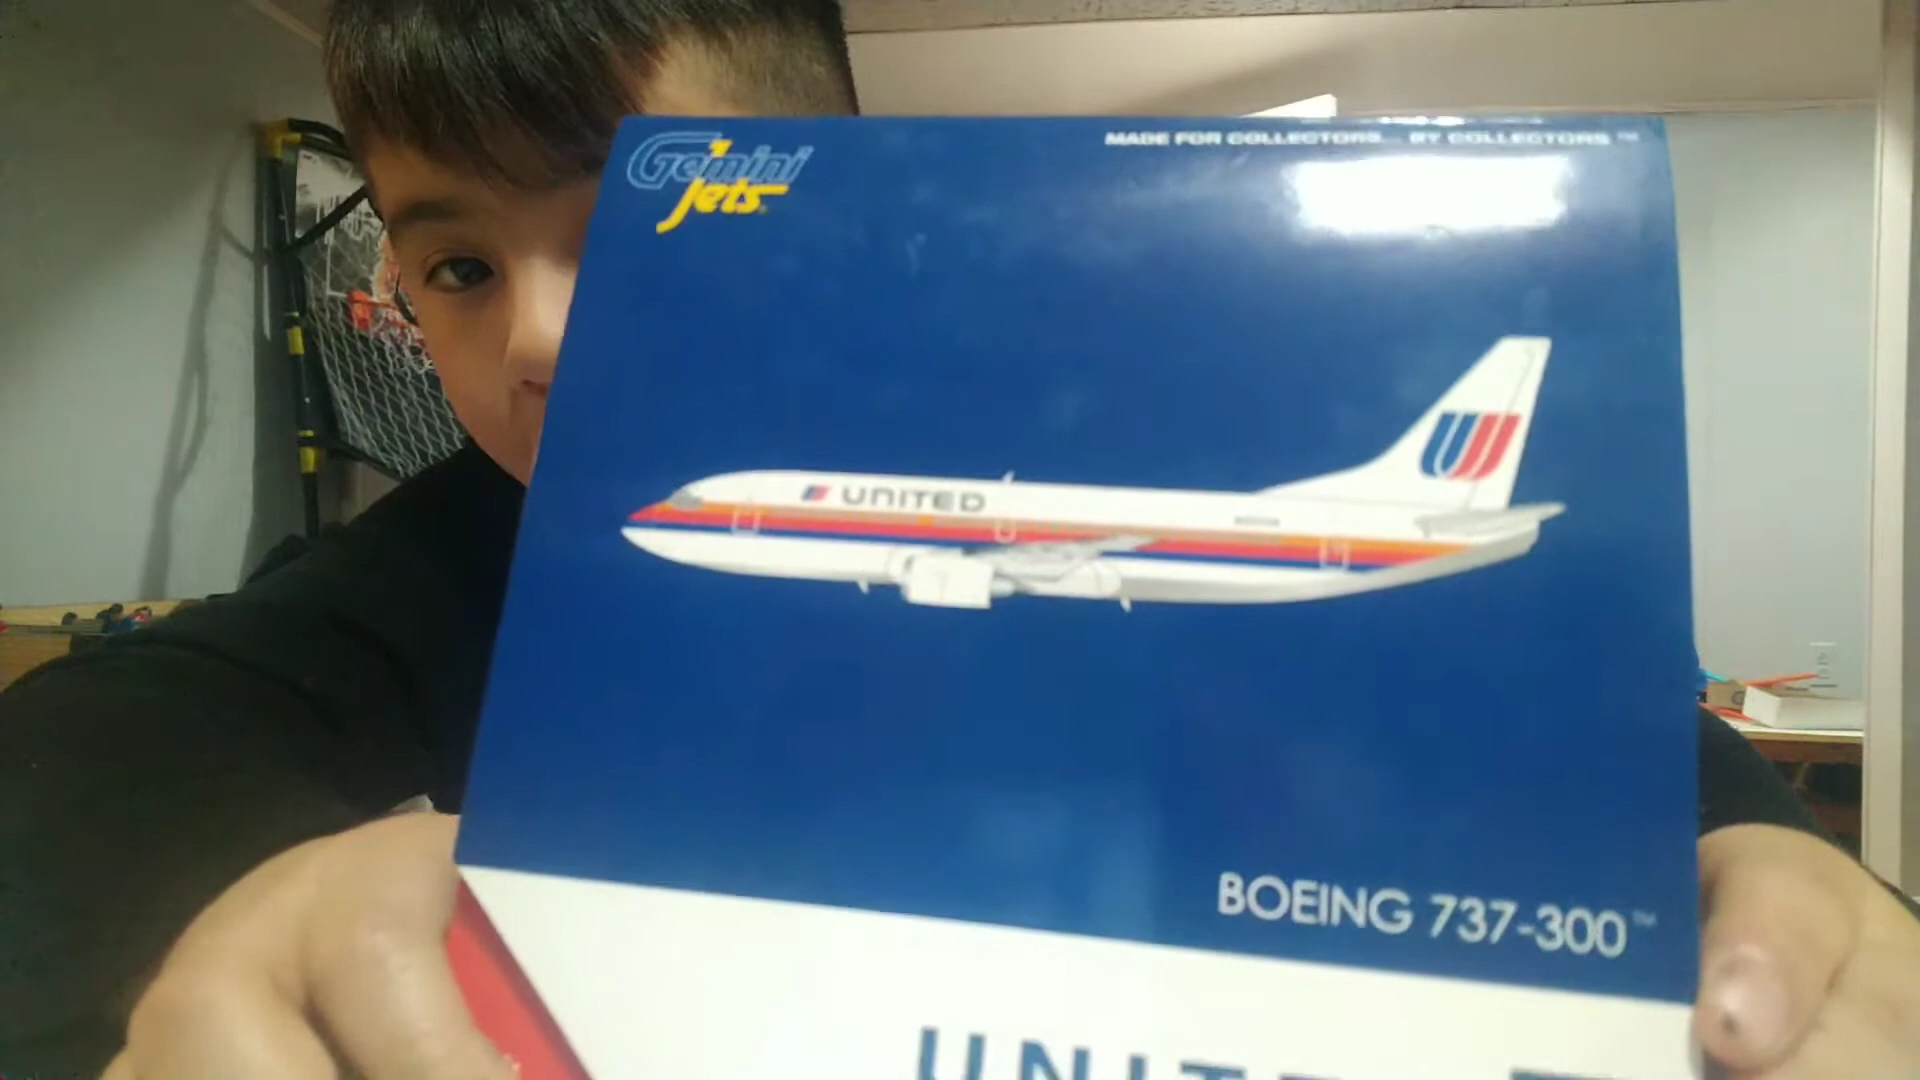 Gemini Jets®
MADE FOR COLLECTORS... BY COLLECTORS™
UNITED
BOEING 737-300™